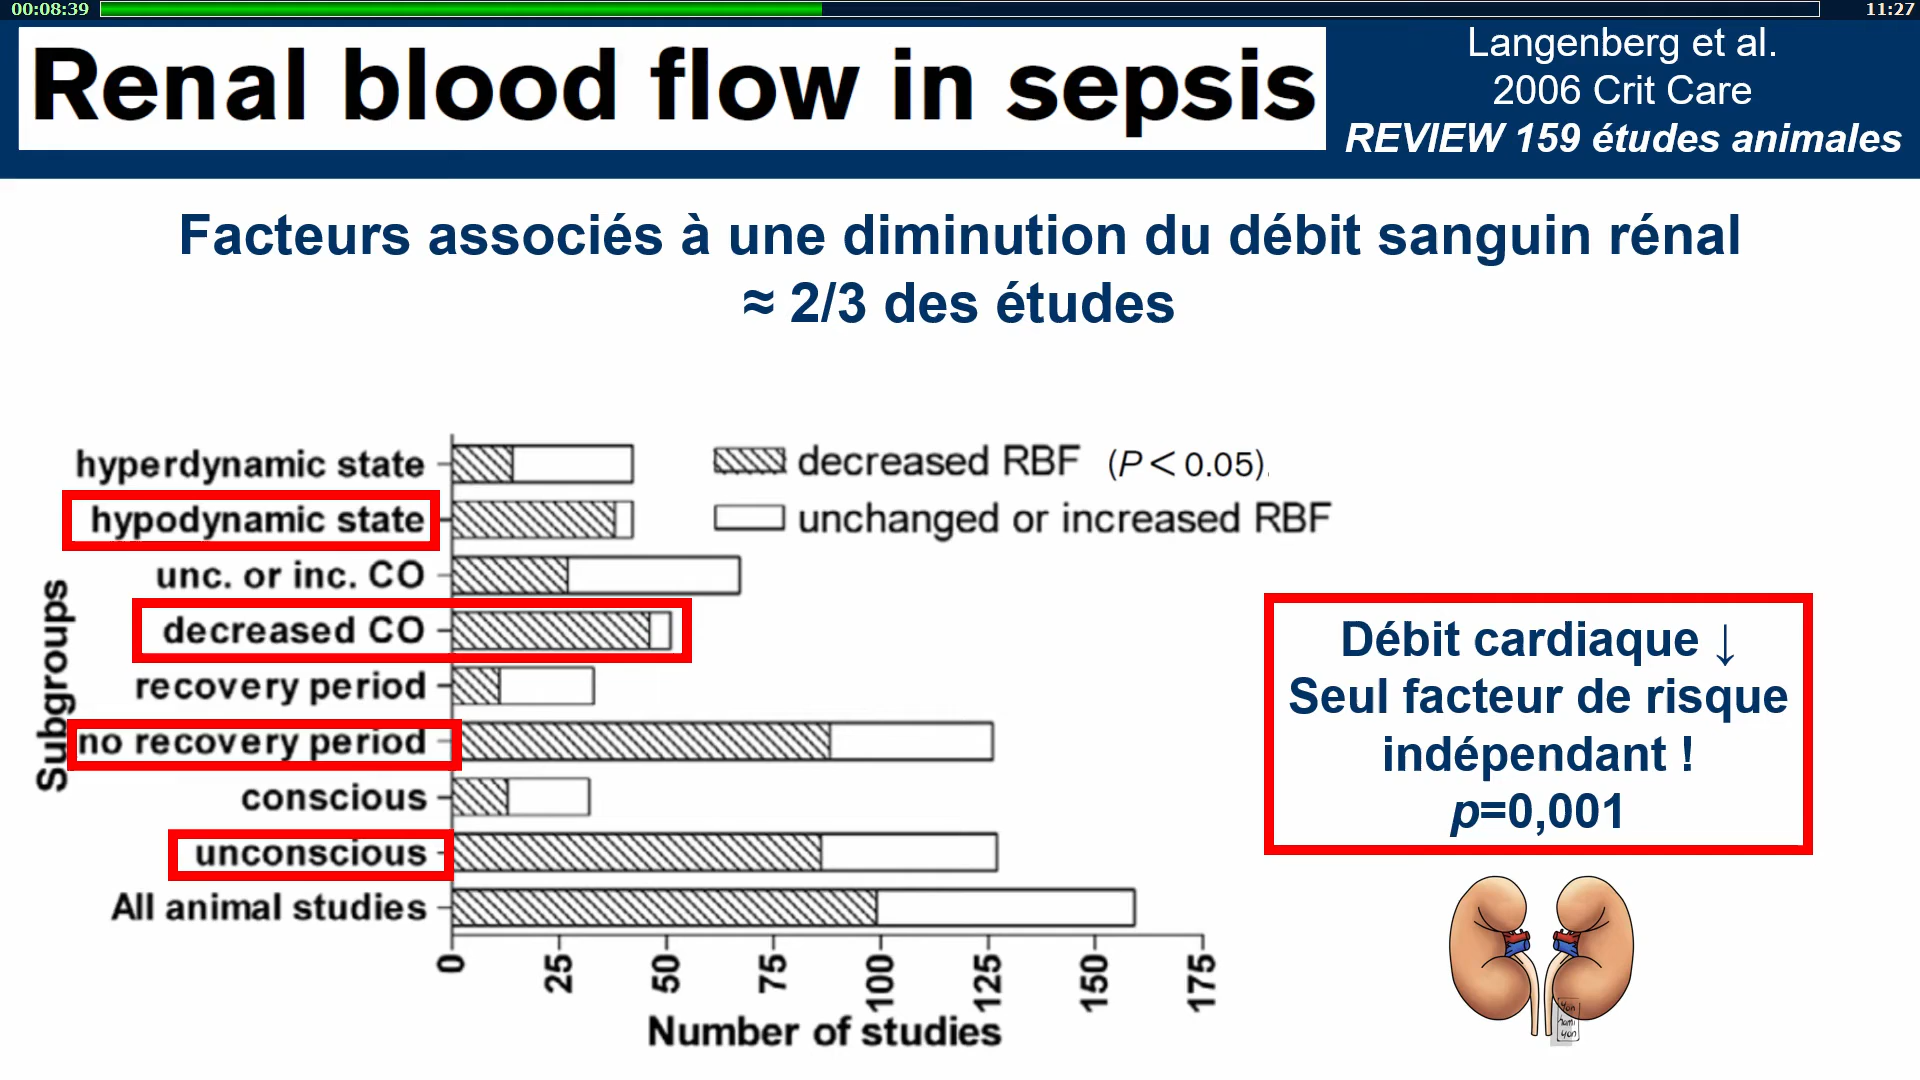 00:08:39
11:27
Renal blood flow in sepsis
Langenberg et al.
2006 Crit Care
REVIEW 159 études animales
Facteurs associés à une diminution du débit sanguin rénal
≈ 2/3 des études
decreased RBF (P < 0.05).
unchanged or increased RBF
Subgroups
hyperdynamic state
hypodynamic state
unc. or inc. CO
decreased CO
recovery period
no recovery period
conscious
unconscious
All animal studies
0 25 50 75 100 125 150 175
Number of studies
Débit cardiaque ↓
Seul facteur de risque
indépendant !
p=0,001